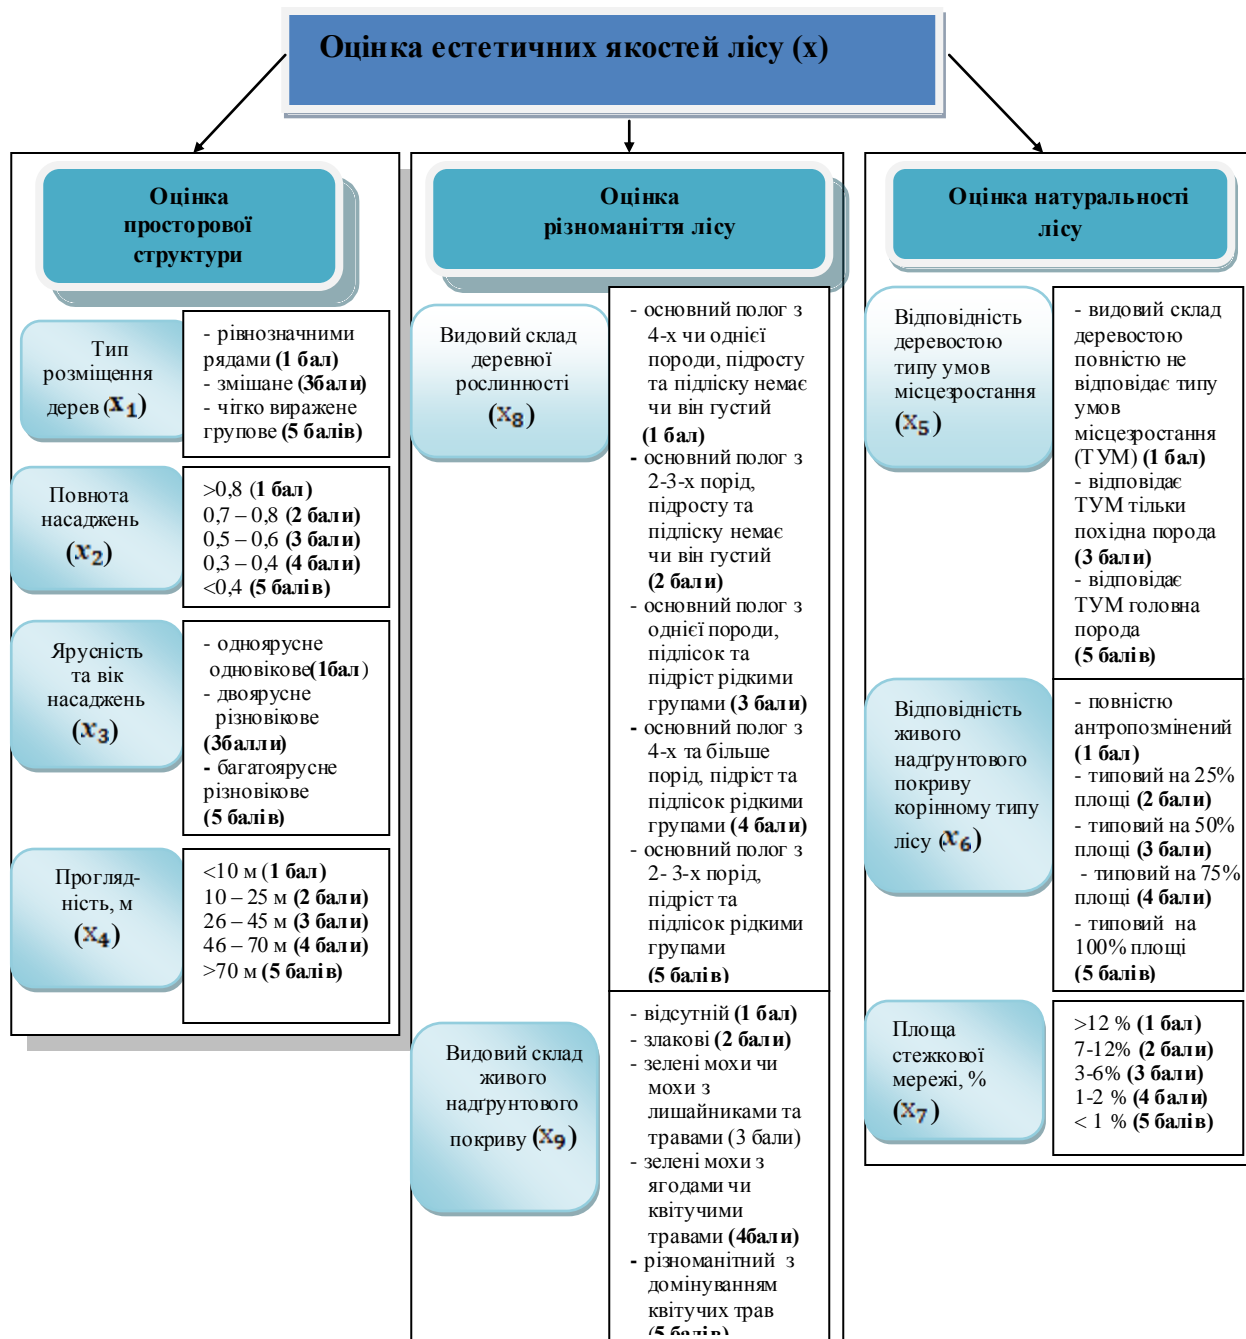 Оцінка естетичних якостей лісу (х)
Оцінка
просторової
структури
Тип
розміщення
дерев (x₁)
- рівнозначними
рядами (1 бал)
- змішане (3бали)
- чітко виражене
групове (5 балів)
Повнота
насаджень
(x₂)
>0,8 (1 бал)
0,7 – 0,8 (2 бали)
0,5 – 0,6 (3 бали)
0,3 – 0,4 (4 бали)
<0,4 (5 балів)
Ярусність
та вік
насаджень
(x₃)
- одноярусне
одновікове(1бал)
- двоярусне
різновікове
(3балли)
- багатоярусне
різновікове
(5 балів)
Прогляд-
ність, м
(x₄)
<10 м (1 бал)
10 – 25 м (2 бали)
26 – 45 м (3 бали)
46 – 70 м (4 бали)
>70 м (5 балів)
Оцінка
різноманіття лісу
Видовий склад
деревної
рослинності
(x₈)
- основний полог з
4-х чи однієї
породи, підросту
та підліску немає
чи він густий
(1 бал)
- основний полог з
2-3-х порід,
підросту та
підліску немає
чи він густий
(2 бали)
- основний полог з
однієї породи,
підлісок та
підріст рідкими
групами (3 бали)
- основний полог з
4-х та більше
порід, підріст та
підлісок рідкими
групами (4 бали)
- основний полог з
2- 3-х порід,
підріст та
підлісок рідкими
групами
(5 балів)
Видовий склад
живого
надґрунтового
покриву (x₉)
- відсутній (1 бал)
- злакові (2 бали)
- зелені мохи чи
мохи з
лишайниками та
травами (3 бали)
- зелені мохи з
ягодами чи
квітучими
травами (4бали)
- різноманітний з
домінуванням
квітучих трав
(5 балів)
Оцінка натуральності
лісу
Відповідність
деревостою
типу умов
місцезростання
(x₅)
- видовий склад
деревостою
повністю не
відповідає типу
умов
місцезростання
(ТУМ) (1 бал)
- відповідає
ТУМ тільки
похідна порода
(3 бали)
- відповідає
ТУМ головна
порода
(5 балів)
Відповідність
живого
надґрунтового
покриву
корінному типу
лісу (x₆)
- повністю
антропозмінений
(1 бал)
- типовий на 25%
площі (2 бали)
- типовий на 50%
площі (3 бали)
- типовий на 75%
площі (4 бали)
- типовий на
100% площі
(5 балів)
Площа
стежкової
мережі, %
(x₇)
>12 % (1 бал)
7-12% (2 бали)
3-6% (3 бали)
1-2 % (4 бали)
< 1 % (5 балів)